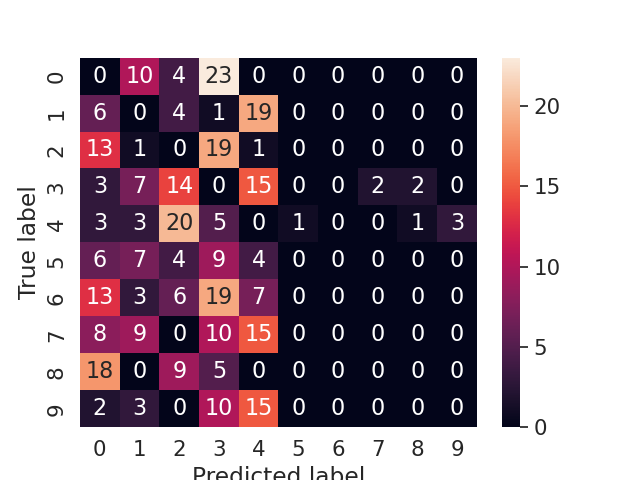 0 0 10 4 23 0 0 0 0 0 0
1 6 0 4 1 19 0 0 0 0 0
2 13 1 0 19 1 0 0 0 0 0
3 3 7 14 0 15 0 0 2 2 0
4 3 3 20 5 0 1 0 0 1 3
5 6 7 4 9 4 0 0 0 0 0
6 13 3 6 19 7 0 0 0 0 0
7 8 9 0 10 15 0 0 0 0 0
8 18 0 9 5 0 0 0 0 0 0
9 2 3 0 10 15 0 0 0 0 0
0 1 2 3 4 5 6 7 8 9
True label
Predicted label
20
15
10
5
0